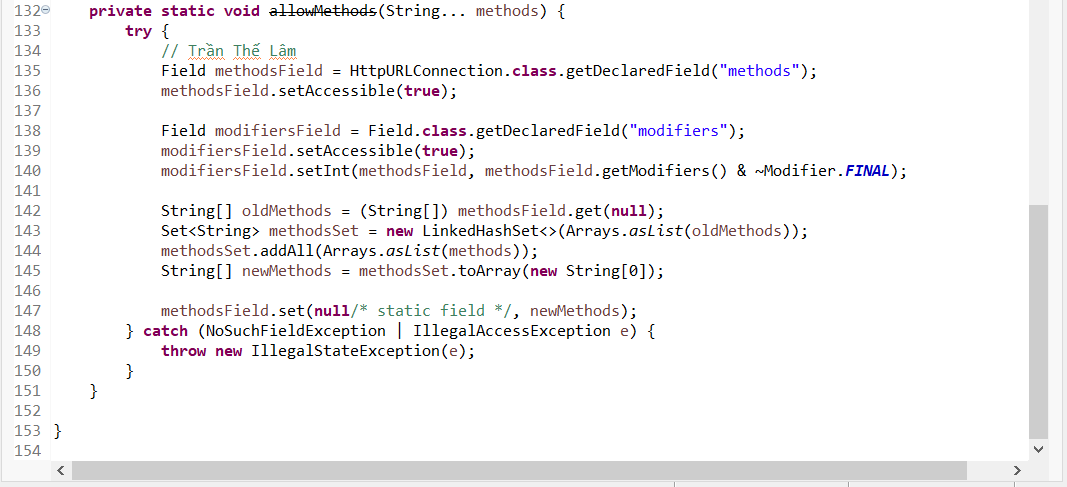 132 private static void allowMethods(String... methods) {
133 try {
134 // Trần Thế Lâm
135 Field methodsField = HttpURLConnection.class.getDeclaredField("methods");
136 methodsField.setAccessible(true);
137
138 Field modifiersField = Field.class.getDeclaredField("modifiers");
139 modifiersField.setAccessible(true);
140 modifiersField.setInt(methodsField, methodsField.getModifiers() & ~Modifier.FINAL);
141
142 String[] oldMethods = (String[]) methodsField.get(null);
143 Set<String> methodsSet = new LinkedHashSet<>(Arrays.asList(oldMethods));
144 methodsSet.addAll(Arrays.asList(methods));
145 String[] newMethods = methodsSet.toArray(new String[0]);
146
147 methodsField.set(null/* static field */, newMethods);
148 } catch (NoSuchFieldException | IllegalAccessException e) {
149 throw new IllegalStateException(e);
150 }
151 }
152
153 }
154